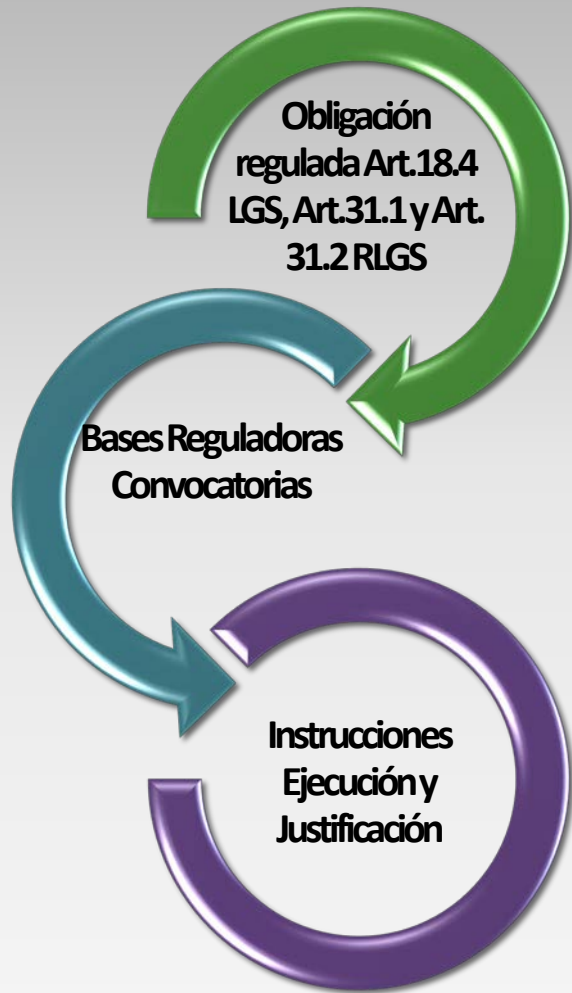 Obligación
regulada Art.18.4
LGS, Art.31.1 y Art.
31.2 RLGS
Bases Reguladoras
Convocatorias
Instrucciones
Ejecución y
Justificación